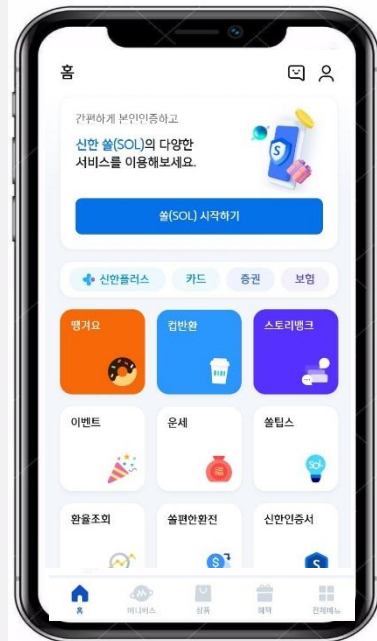 홈
간편하게 본인인증하고
신한 쏠(SOL)의 다양한
서비스를 이용해보세요.
S
쏠(SOL) 시작하기
신한플러스 카드 증권 보험
땡겨요 컵반환 스토리뱅크
이벤트 운세 쏠팁스
SOL
환율조회 쏠편한환전 신한인증서
S S
홈 머니버스 상품 혜택 전체메뉴